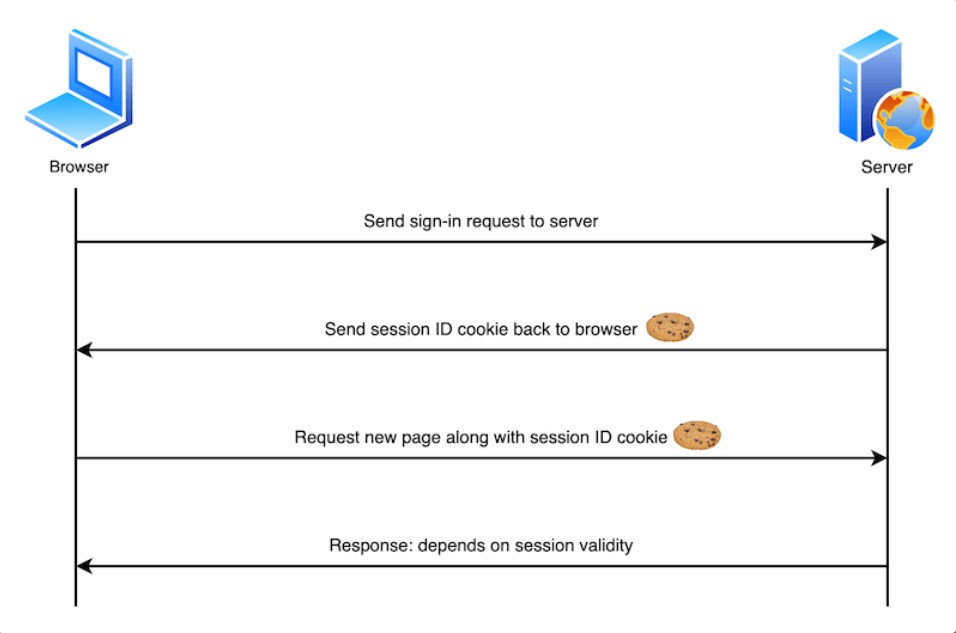 Browser
Server
Send sign-in request to server
Send session ID cookie back to browser
Request new page along with session ID cookie
Response: depends on session validity